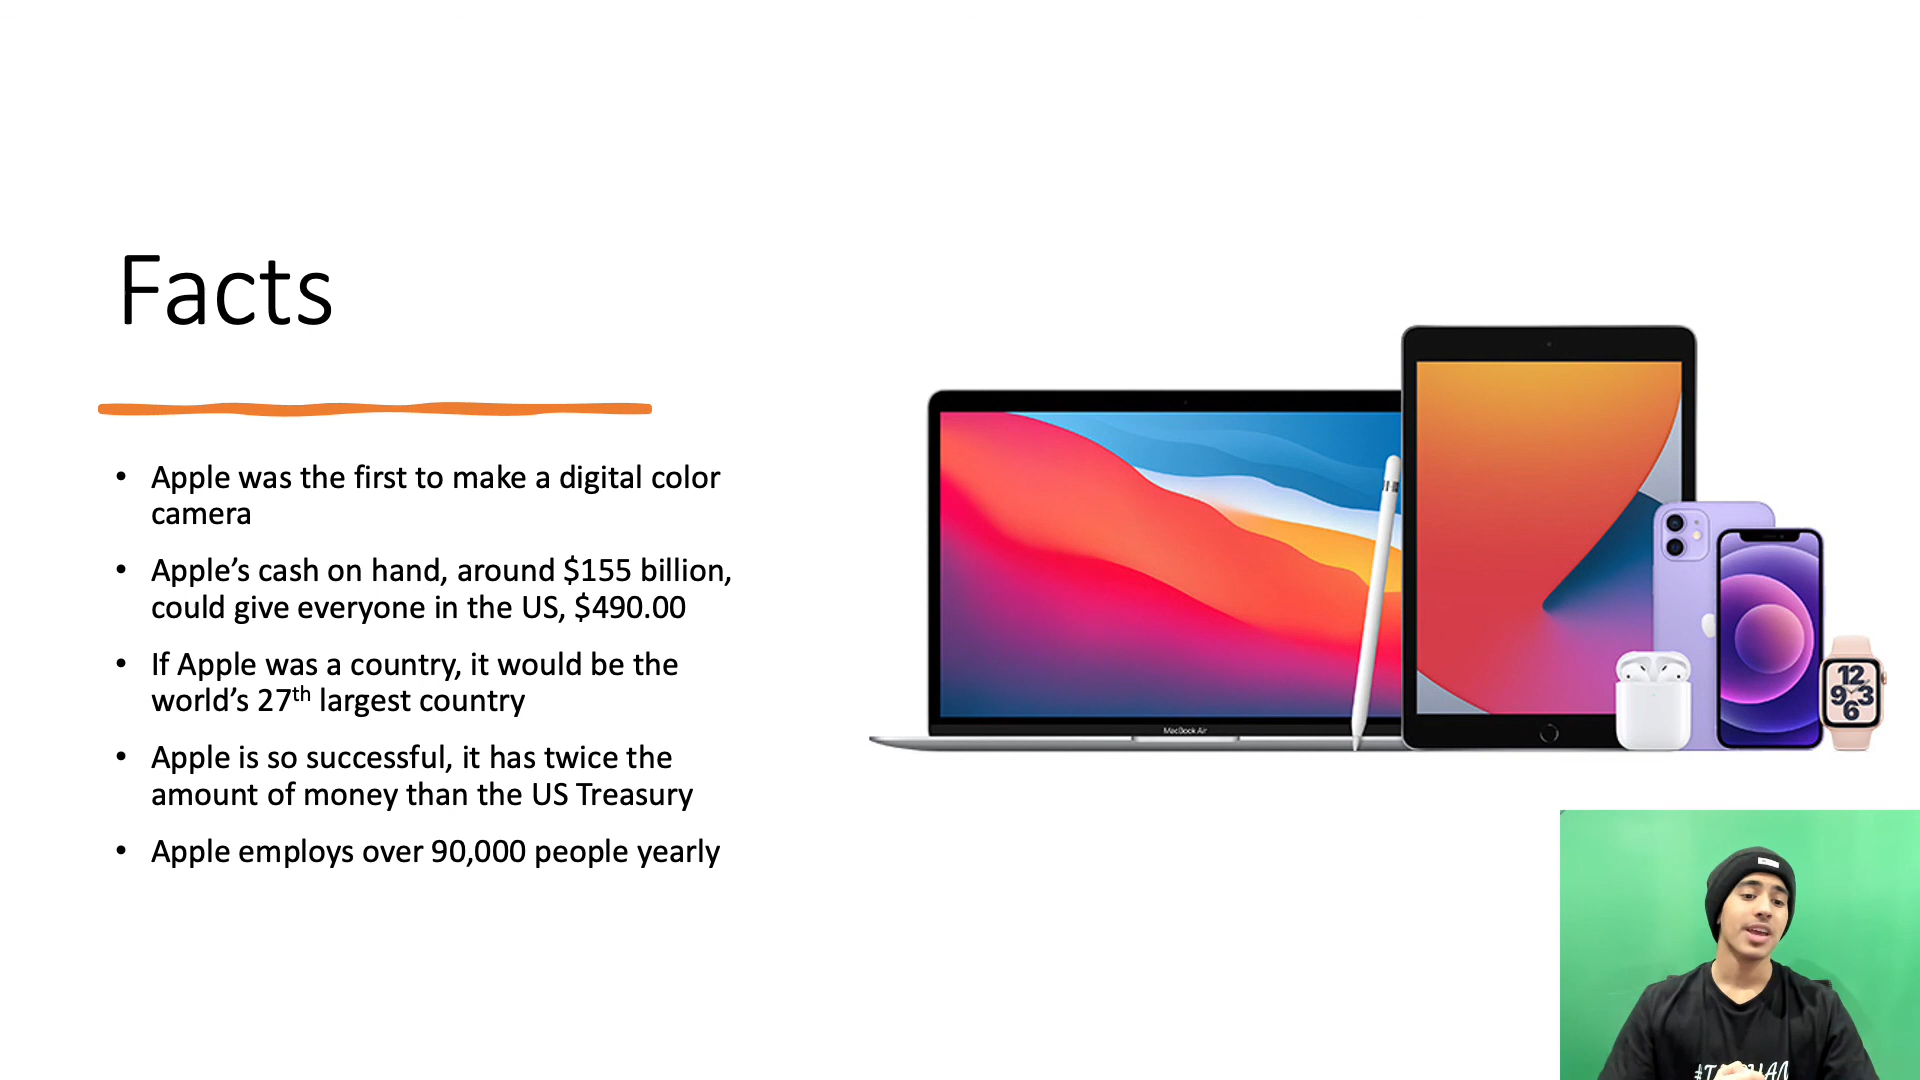 Facts
• Apple was the first to make a digital color
camera
• Apple’s cash on hand, around $155 billion,
could give everyone in the US, $490.00
• If Apple was a country, it would be the
world’s 27th largest country
• Apple is so successful, it has twice the
amount of money than the US Treasury
• Apple employs over 90,000 people yearly
MacBook Air
12
9 3
6